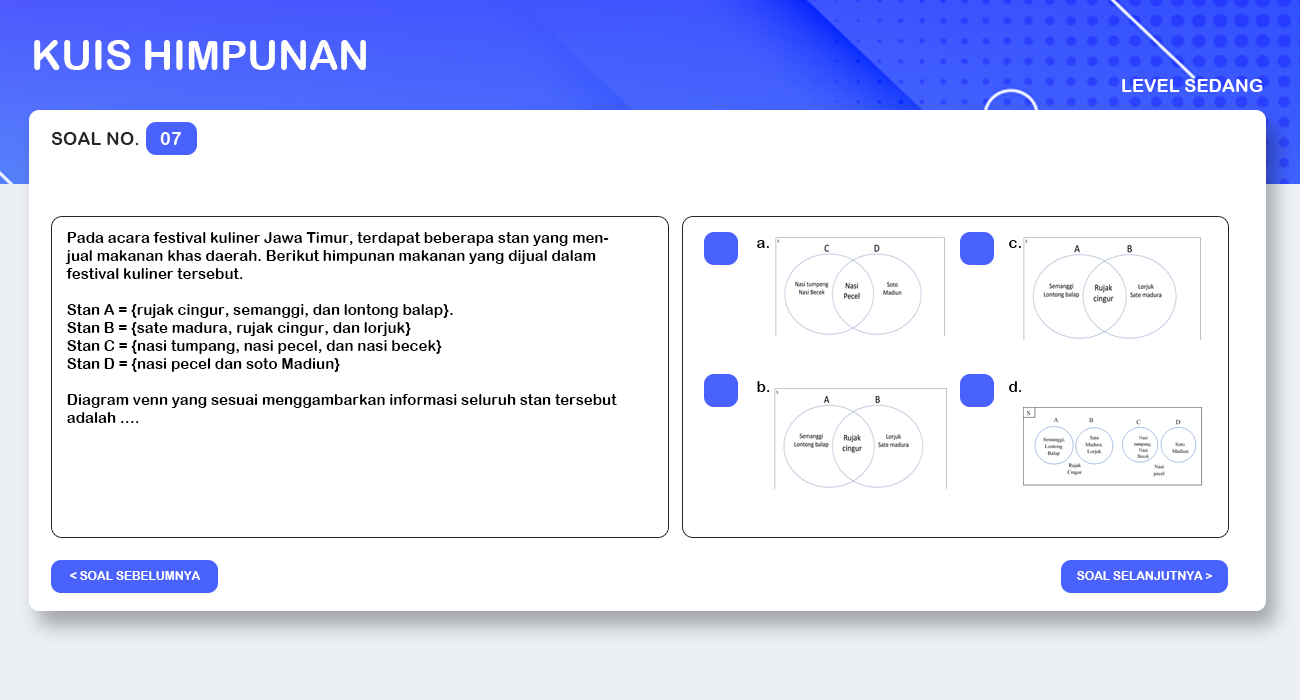 KUIS HIMPUNAN
LEVEL SEDANG
SOAL NO. 07
Pada acara festival kuliner Jawa Timur, terdapat beberapa stan yang men-
jual makanan khas daerah. Berikut himpunan makanan yang dijual dalam
festival kuliner tersebut.
Stan A = {rujak cingur, semanggi, dan lontong balap}.
Stan B = {sate madura, rujak cingur, dan lorjuk}
Stan C = {nasi tumpang, nasi pecel, dan nasi becek}
Stan D = {nasi pecel dan soto Madiun}
Diagram venn yang sesuai menggambarkan informasi seluruh stan tersebut
adalah ....
a.
S
C D
Nasi tumpeng
Nasi Becek
Nasi
Pecel
Soto
Madiun
b.
S
A B
Semanggi
Lontong balap
Rujak
cingur
Lorjuk
Sate madura
c.
S
A B
Semanggi
Lontong balap
Rujak
cingur
Lorjuk
Sate madura
d.
S
A B C D
Semanggi,
Lontong
Balap
Sate
Madura,
Lorjuk
Rujak
Cingur
Nasi
tumpang,
Nasi
Becek
Soto
Madiun
Nasi
pecel
< SOAL SEBELUMNYA
SOAL SELANJUTNYA >